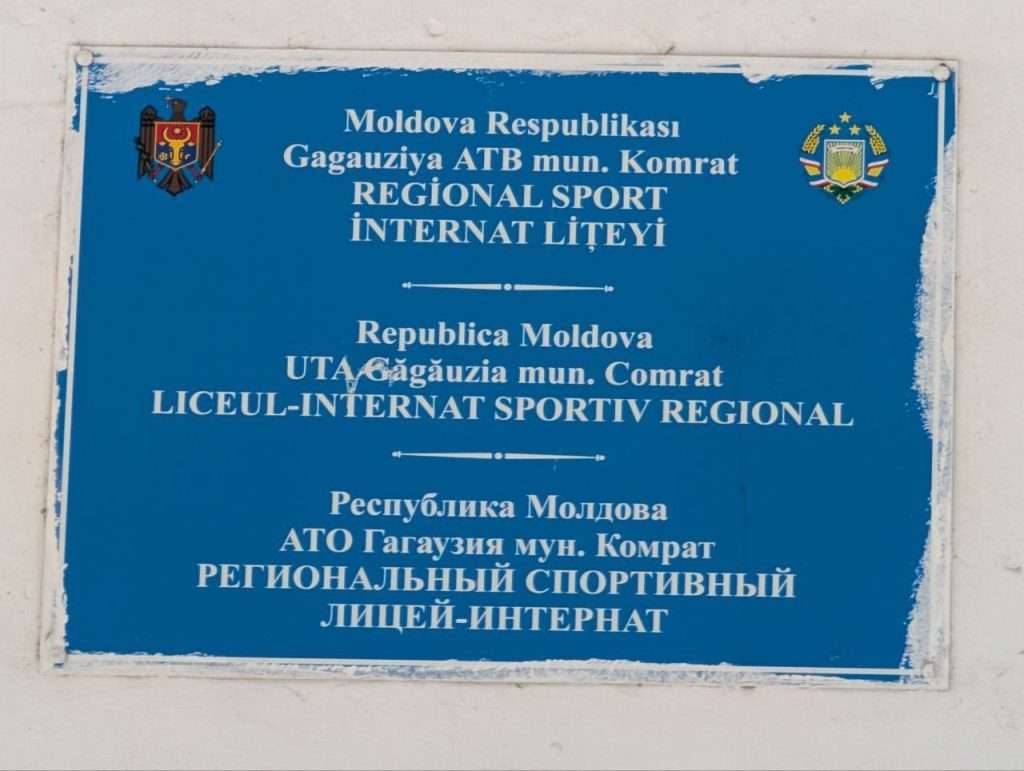 Moldova Respublikası
Gagauziya ATB mun. Komrat
REGİONAL SPORT
İNTERNAT LİȚEYİ
Republica Moldova
UTA Găgăuzia mun. Comrat
LICEUL-INTERNAT SPORTIV REGIONAL
Республика Молдова
АТО Гагаузия мун. Комрат
РЕГИОНАЛЬНЫЙ СПОРТИВНЫЙ
ЛИЦЕЙ-ИНТЕРНАТ